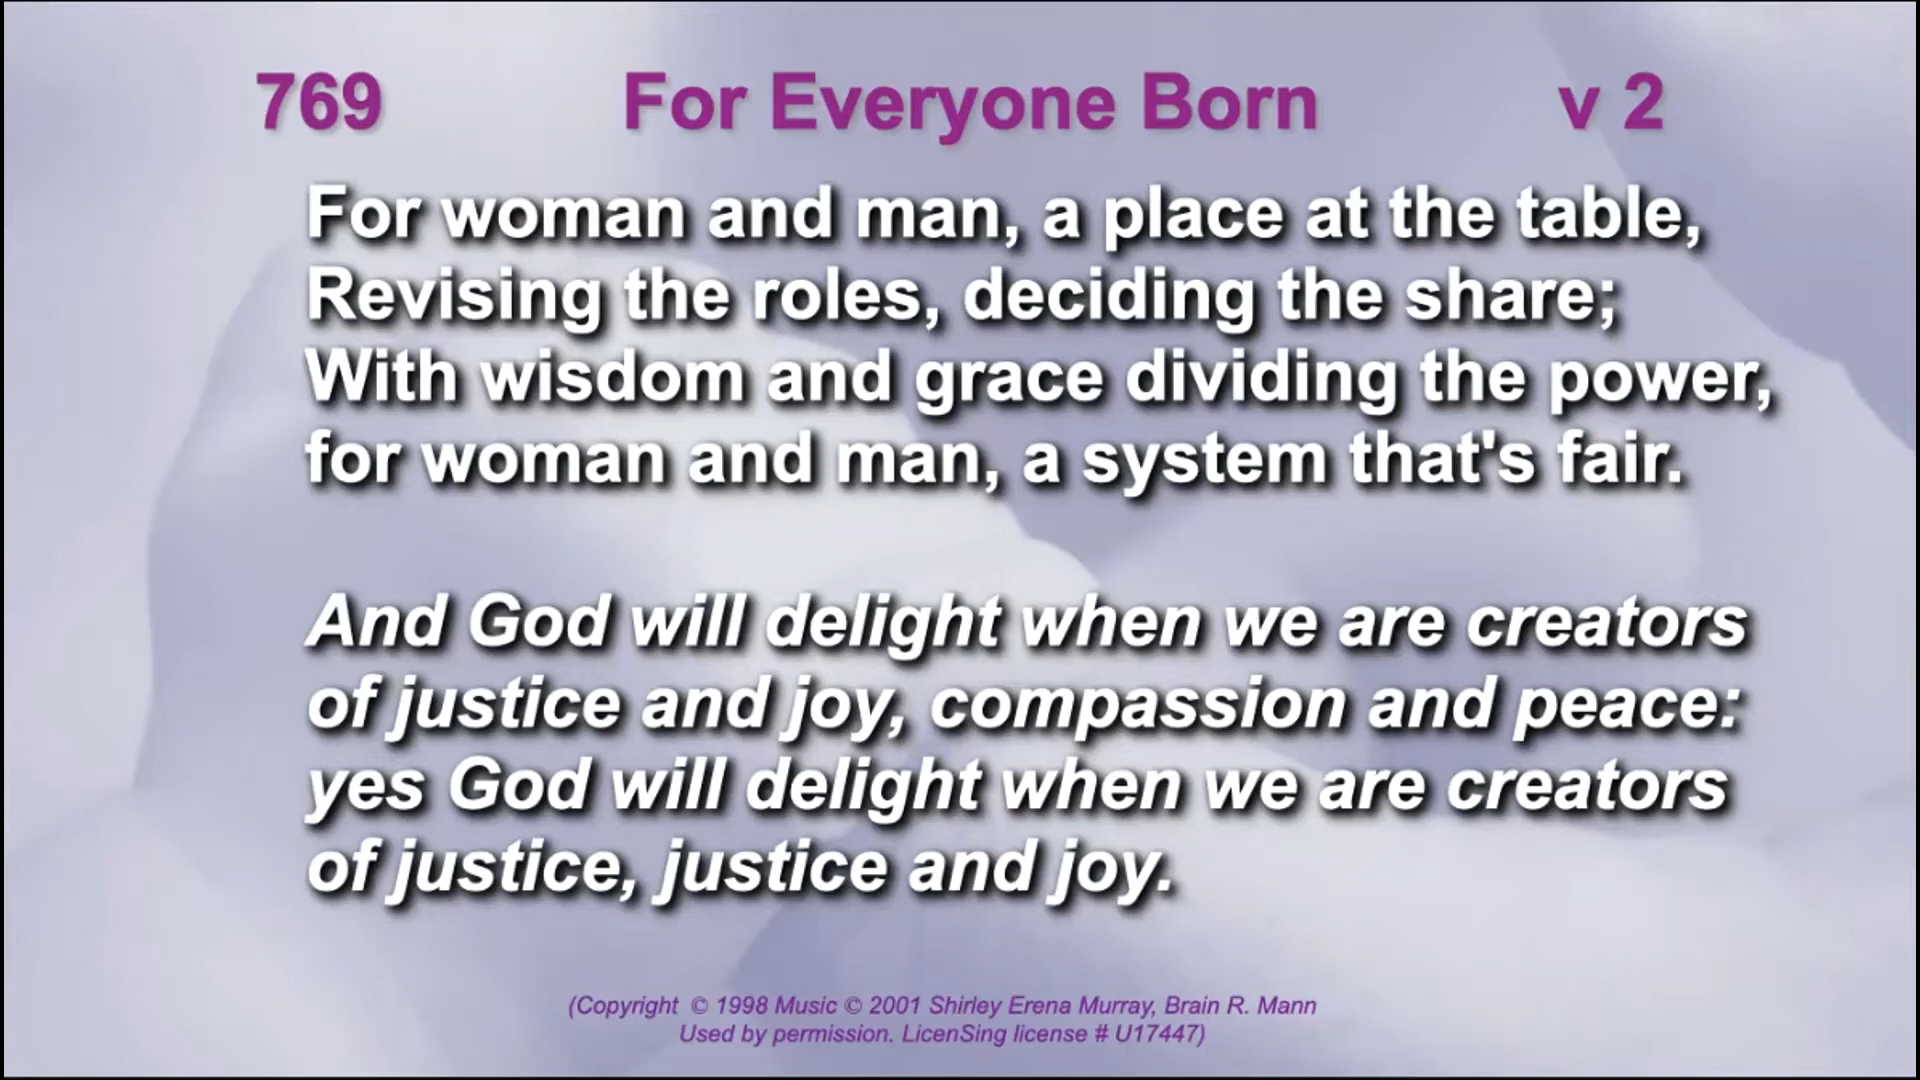 769 For Everyone Born v 2
For woman and man, a place at the table,
Revising the roles, deciding the share;
With wisdom and grace dividing the power,
for woman and man, a system that's fair.
And God will delight when we are creators
of justice and joy, compassion and peace:
yes God will delight when we are creators
of justice, justice and joy.
(Copyright © 1998 Music © 2001 Shirley Erena Murray, Brain R. Mann
Used by permission. LicenSing license # U17447)